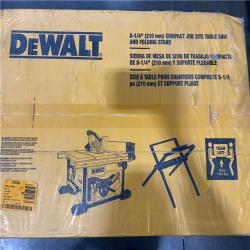 DEWALT
8-1/4" (210 mm) COMPACT JOB SITE TABLE SAW
AND FOLDING STAND
SIERRA DE MESA DE SITIO DE TRABAJO COMPACTA
DE 8-1/4" (210 mm) Y SOPORTE PLEGABLE
SCIE À TABLE POUR CHANTIERS COMPACTE 8-1/4
po (210 mm) ET SUPPORT PLIANT
TEAM
LIFT